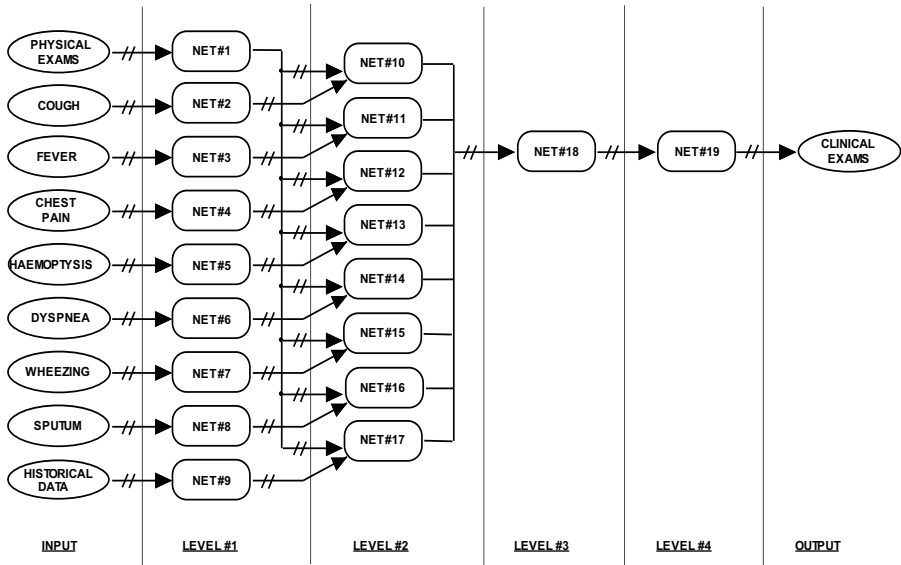 PHYSICAL
EXAMS
NET#1
NET#10
COUGH
NET#2
NET#11
FEVER
NET#3
NET#18
NET#19
CLINICAL
EXAMS
NET#12
CHEST
PAIN
NET#4
NET#13
HAEMOPTYSIS
NET#5
NET#14
DYSPNEA
NET#6
NET#15
WHEEZING
NET#7
NET#16
SPUTUM
NET#8
NET#17
HISTORICAL
DATA
NET#9
INPUT
LEVEL #1
LEVEL #2
LEVEL #3
LEVEL #4
OUTPUT